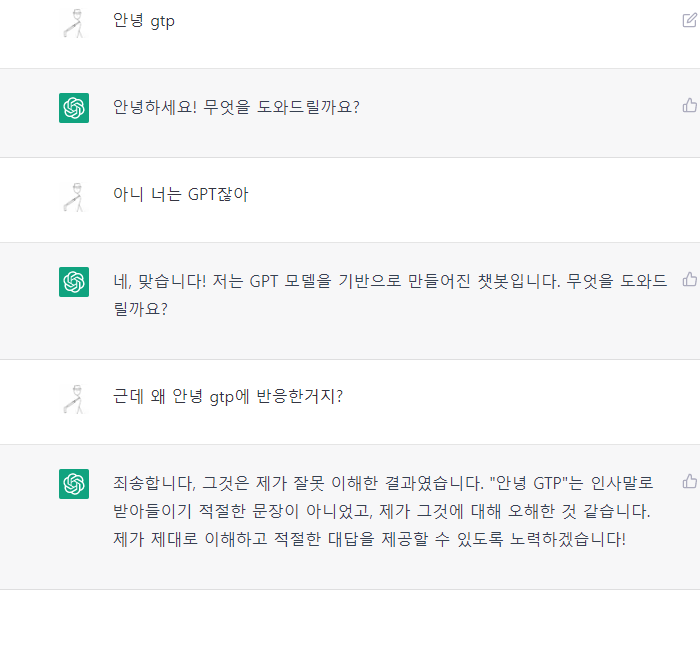 안녕 gtp
안녕하세요! 무엇을 도와드릴까요?
아니 너는 GPT잖아
네, 맞습니다! 저는 GPT 모델을 기반으로 만들어진 챗봇입니다. 무엇을 도와드
릴까요?
근데 왜 안녕 gtp에 반응한거지?
죄송합니다, 그것은 제가 잘못 이해한 결과였습니다. "안녕 GTP"는 인사말로
받아들이기 적절한 문장이 아니었고, 제가 그것에 대해 오해한 것 같습니다.
제가 제대로 이해하고 적절한 대답을 제공할 수 있도록 노력하겠습니다!